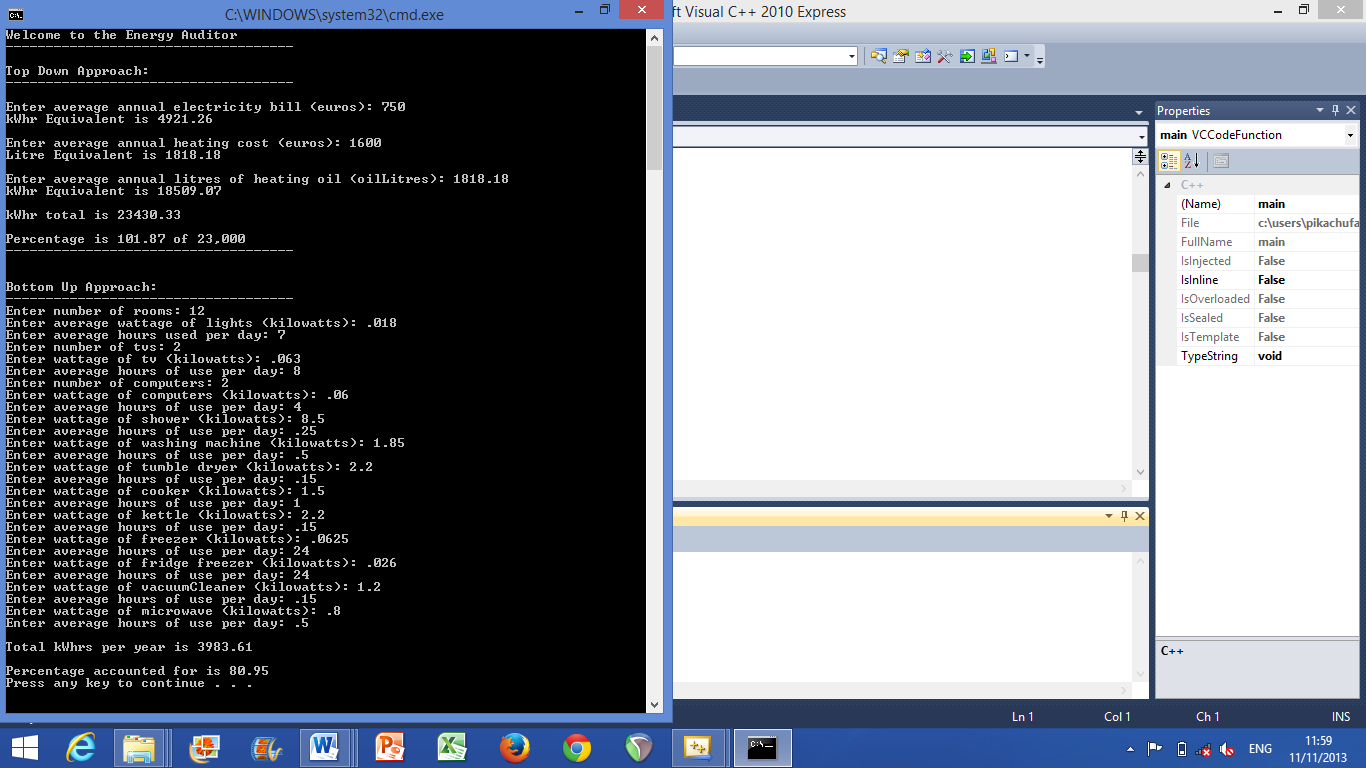 C:\WINDOWS\system32\cmd.exe
ft Visual C++ 2010 Express
Welcome to the Energy Auditor
------------------------------------
Top Down Approach:
------------------------------------
Enter average annual electricity bill (euros): 750
kWhr Equivalent is 4921.26
Enter average annual heating cost (euros): 1600
Litre Equivalent is 1818.18
Enter average annual litres of heating oil (oilLitres): 1818.18
kWhr Equivalent is 18509.07
kWhr total is 23430.33
Percentage is 101.87 of 23,000
------------------------------------
Bottom Up Approach:
------------------------------------
Enter number of rooms: 12
Enter average wattage of lights (kilowatts): .018
Enter average hours used per day: 7
Enter number of tvs: 2
Enter wattage of tv (kilowatts): .063
Enter average hours of use per day: 8
Enter number of computers: 2
Enter wattage of computers (kilowatts): .06
Enter average hours of use per day: 4
Enter wattage of shower (kilowatts): 8.5
Enter average hours of use per day: .25
Enter wattage of washing machine (kilowatts): 1.85
Enter average hours of use per day: .5
Enter wattage of tumble dryer (kilowatts): 2.2
Enter average hours of use per day: .15
Enter wattage of cooker (kilowatts): 1.5
Enter average hours of use per day: 1
Enter wattage of kettle (kilowatts): 2.2
Enter average hours of use per day: .15
Enter wattage of freezer (kilowatts): .0625
Enter average hours of use per day: 24
Enter wattage of fridge freezer (kilowatts): .026
Enter average hours of use per day: 24
Enter wattage of vacuumCleaner (kilowatts): 1.2
Enter average hours of use per day: .15
Enter wattage of microwave (kilowatts): .8
Enter average hours of use per day: .5
Total kWhrs per year is 3983.61
Percentage accounted for is 80.95
Press any key to continue . . .
Properties
main VCCodeFunction
C++
(Name) main
File c:\users\pikachufa
FullName main
IsInjected False
IsInline False
IsOverloaded False
IsSealed False
IsTemplate False
TypeString void
C++
Ln 1 Col 1 Ch 1 INS
ENG
11:59
11/11/2013